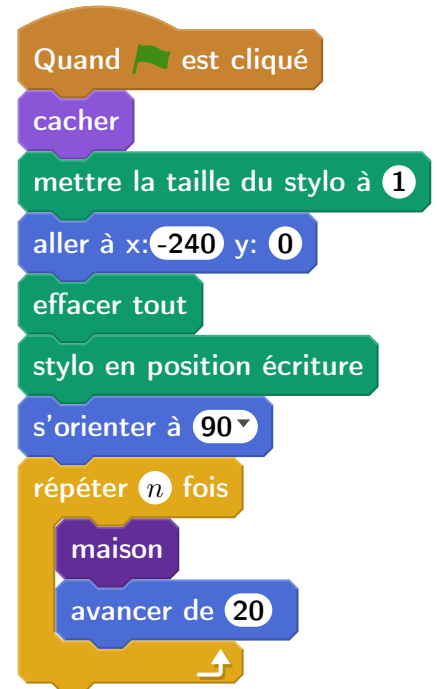 Quand est cliqué
cacher
mettre la taille du stylo à 1
aller à x: -240 y: 0
effacer tout
stylo en position écriture
s'orienter à 90
répéter n fois
maison
avancer de 20